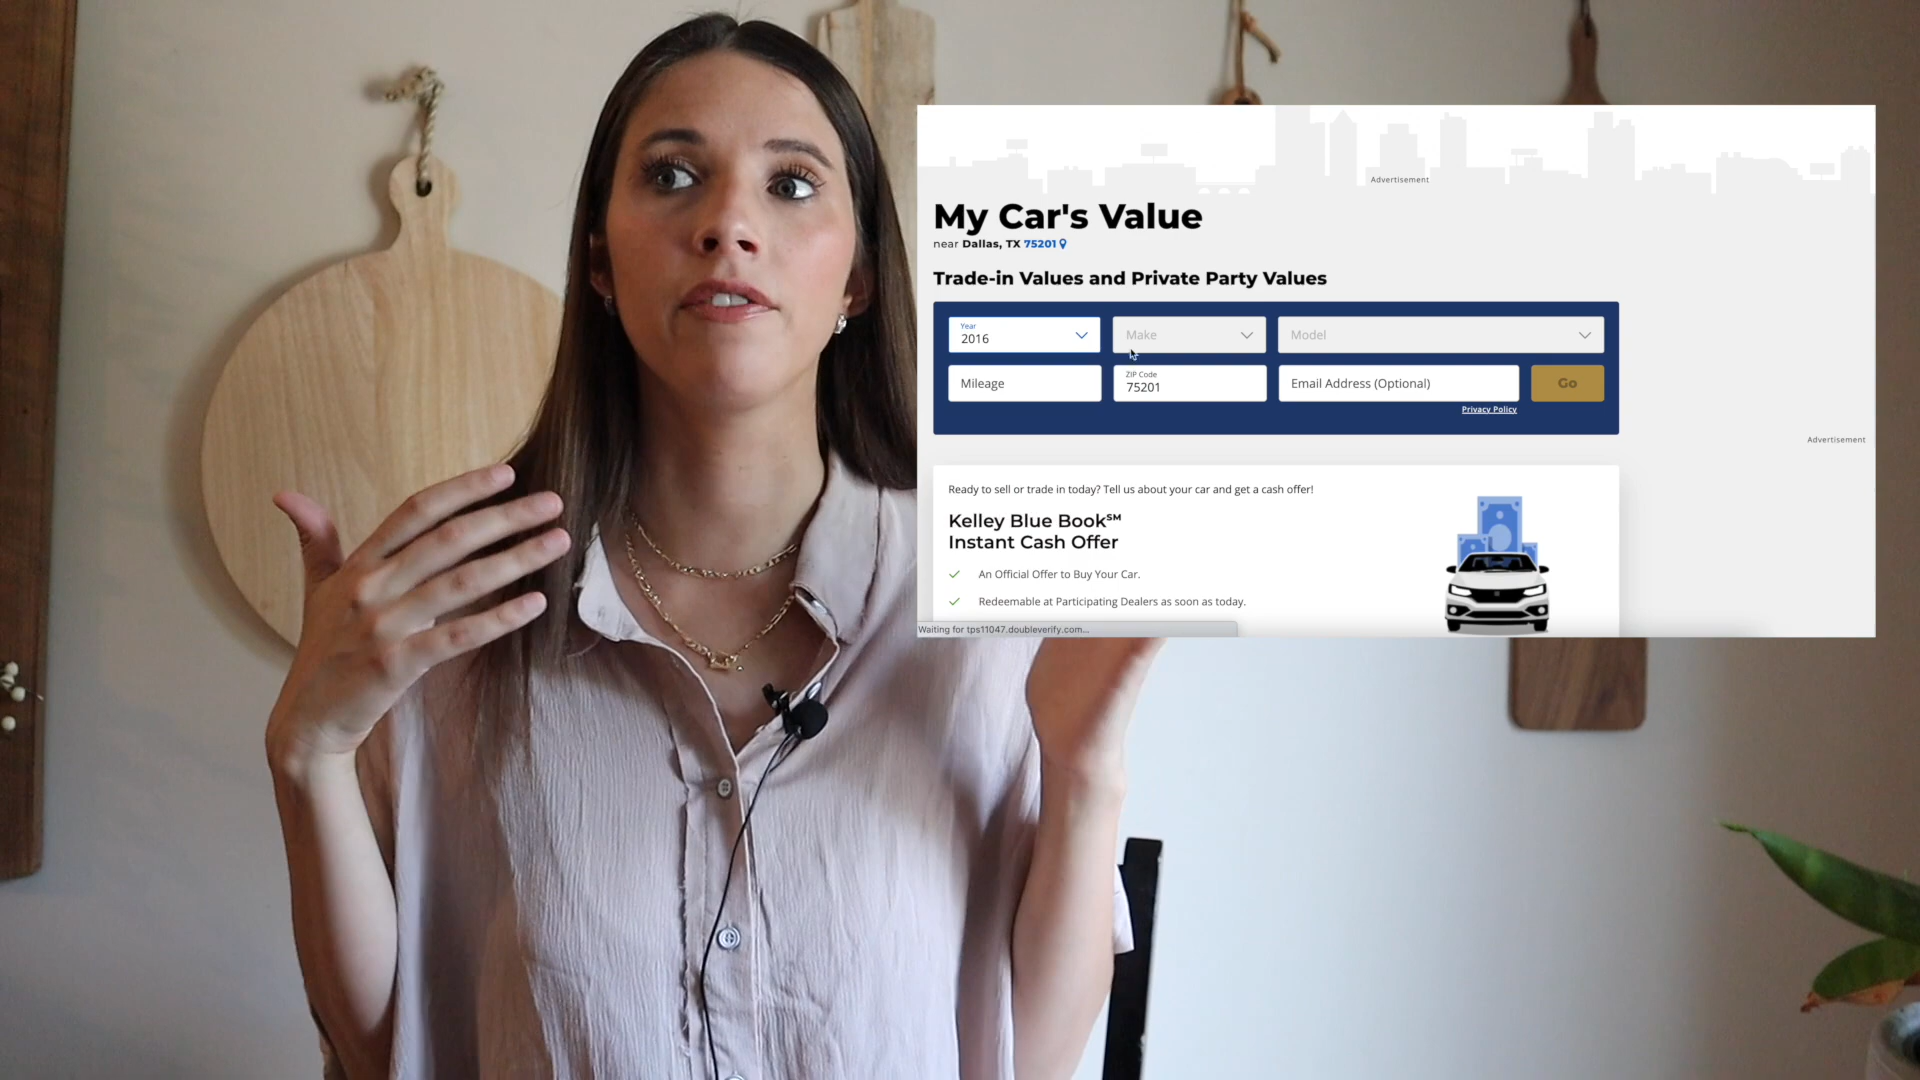 Advertisement
My Car's Value
near Dallas, TX 75201
Trade-in Values and Private Party Values
Year
2016
Make
Model
Mileage
ZIP Code
75201
Email Address (Optional)
Go
Privacy Policy
Advertisement
Ready to sell or trade in today? Tell us about your car and get a cash offer!
Kelley Blue Book℠
Instant Cash Offer
An Official Offer to Buy Your Car.
Redeemable at Participating Dealers as soon as today.
Waiting for tps11047.doubleverify.com...